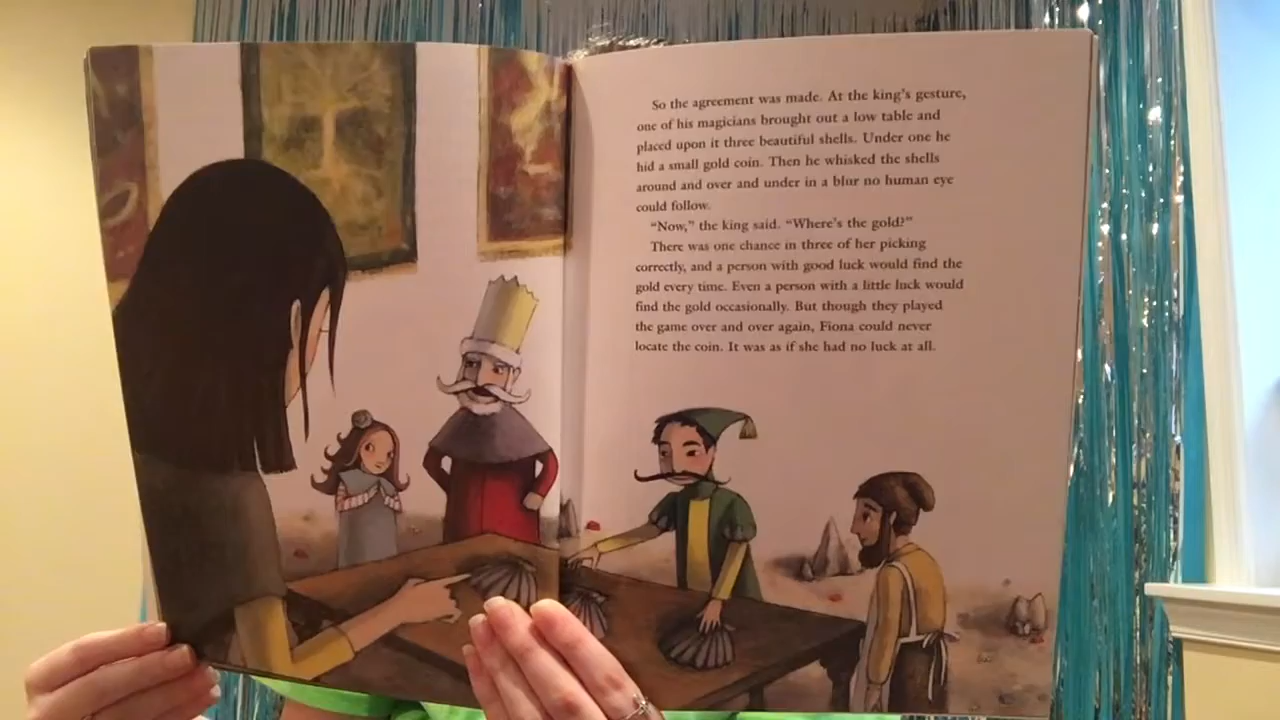 So the agreement was made. At the king's gesture,
one of his magicians brought out a low table and
placed upon it three beautiful shells. Under one he
hid a small gold coin. Then he whisked the shells
around and over and under in a blur no human eye
could follow.
"Now," the king said. "Where's the gold?"
There was one chance in three of her picking
correctly, and a person with good luck would find the
gold every time. Even a person with a little luck would
find the gold occasionally. But though they played
the game over and over again, Fiona could never
locate the coin. It was as if she had no luck at all.